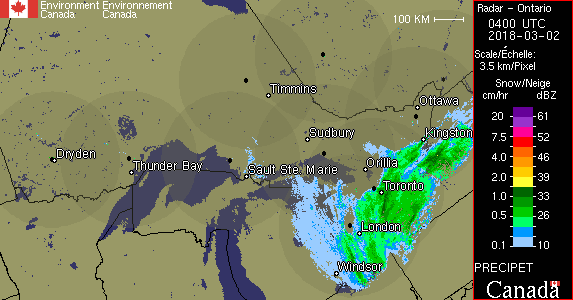 Environment Environnement
Canada Canada
100 KM
Timmins
Ottawa
Sudbury
Kingston
Dryden
Thunder Bay
Sault Ste. Marie
Orillia
Toronto
London
Windsor
Radar - Ontario
0400 UTC
2018-03-02
Scale/Échelle:
3.5 km/Pixel
Snow/Neige
cm/hr dBZ
20 61
7.5 52
4.0 46
2.0 39
1.0 33
0.5 26
0.1 10
PRECIPET
Canada